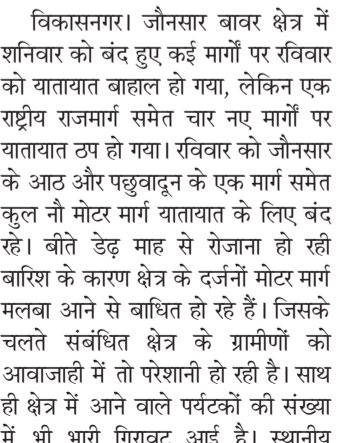 विकासनगर। जौनसार बावर क्षेत्र में
शनिवार को बंद हुए कई मार्गों पर रविवार
को यातायात बाहाल हो गया, लेकिन एक
राष्ट्रीय राजमार्ग समेत चार नए मार्गों पर
यातायात ठप हो गया। रविवार को जौनसार
के आठ और पछुवादून के एक मार्ग समेत
कुल नौ मोटर मार्ग यातायात के लिए बंद
रहे। बीते डेढ़ माह से रोजाना हो रही
बारिश के कारण क्षेत्र के दर्जनों मोटर मार्ग
मलबा आने से बाधित हो रहे हैं। जिसके
चलते संबंधित क्षेत्र के ग्रामीणों को
आवाजाही में तो परेशानी हो रही है। साथ
ही क्षेत्र में आने वाले पर्यटकों की संख्या
में भी भारी गिरावट आई है। स्थानीय